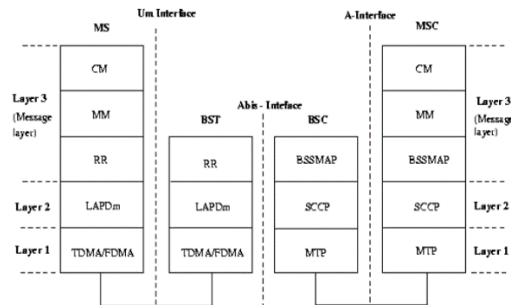 Um Interface
A-Interface
MS
MSC
CM
CM
Layer 3
(Message
layer)
Layer 3
(Message
layer)
MM
MM
Abis - Inteface
BST
BSC
RR
RR
BSSMAP
BSSMAP
Layer 2
LAPDm
LAPDm
SCCP
SCCP
Layer 2
Layer 1
TDMA/FDMA
TDMA/FDMA
MTP
MTP
Layer 1